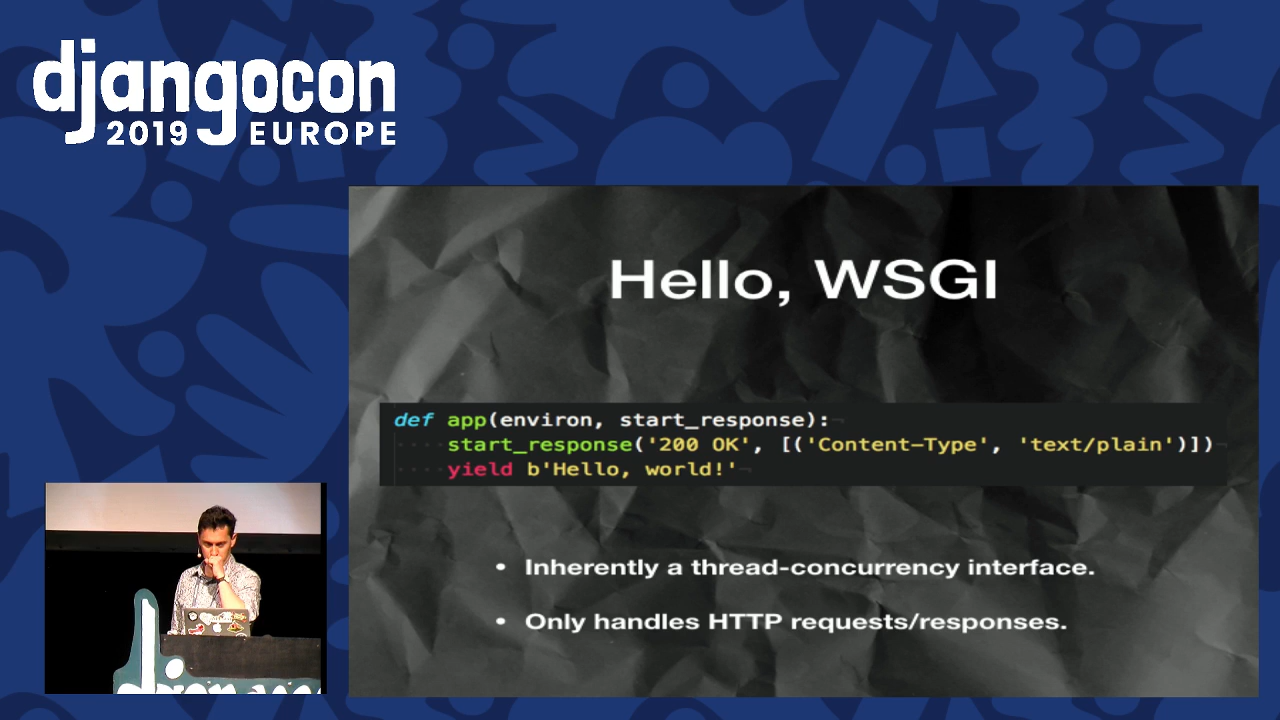 djangocon
2019 EUROPE
Hello, WSGI
def app(environ, start_response):
start_response('200 OK', [('Content-Type', 'text/plain')])
yield b'Hello, world!'
• Inherently a thread-concurrency interface.
• Only handles HTTP requests/responses.